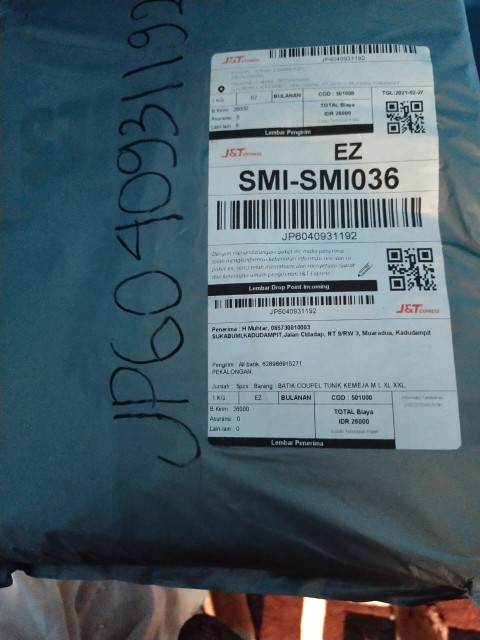 JP6040931192
J&T EXPRESS
JP6040931192
1 KG EZ BULANAN COD : 501000 TGL :2021-02-27
B.Kirim : 26000
Asuransi : 0
Lain-lain : 0
TOTAL Biaya
IDR 26000
Lembar Pengirim
J&T EXPRESS EZ
SMI-SMI036
JP6040931192
Lembar Drop Point Incoming
JP6040931192
J&T EXPRESS
Penerima : H Muhtar, 085730010003
SUKABUMI,KADUDAMPIT,Jalan Cidadap, RT 9/RW 3, Muaradua, Kadudampit
Pengirim : All batik, 628986915271
PEKALONGAN,
Jumlah : 1pcs ; Barang : BATIK COUPEL TUNIK KEMEJA M L XL XXL
1 KG EZ BULANAN COD : 501000
B.Kirim : 26000
Asuransi : 0
Lain-lain : 0
TOTAL Biaya
IDR 26000
Lembar Penerima